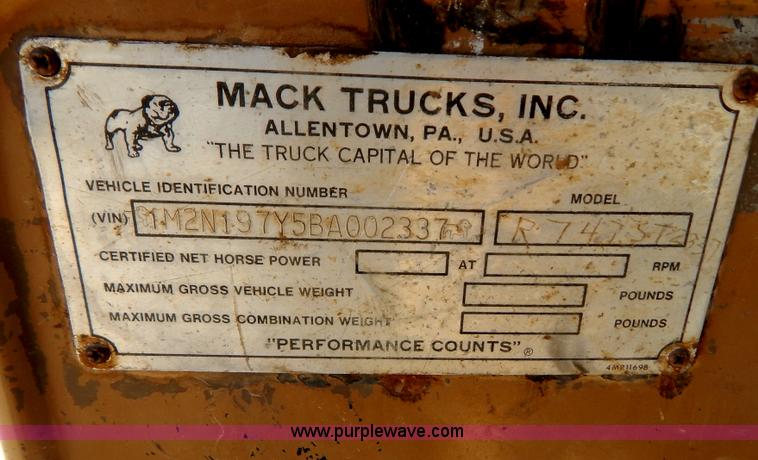 MACK TRUCKS, INC.
ALLENTOWN, PA., U.S.A.
"THE TRUCK CAPITAL OF THE WORLD"
VEHICLE IDENTIFICATION NUMBER MODEL
(VIN) 1M2N197Y5BA002337
CERTIFIED NET HORSE POWER AT RPM
MAXIMUM GROSS VEHICLE WEIGHT POUNDS
MAXIMUM GROSS COMBINATION WEIGHT POUNDS
"PERFORMANCE COUNTS"®
www.purplewave.com